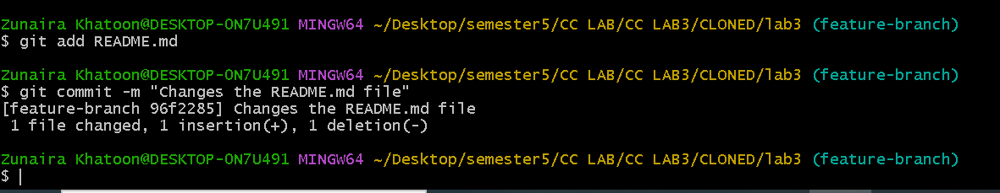 Zunaira Khatoon@DESKTOP-ON7U491 MINGW64 ~/Desktop/semester5/CC LAB/CC LAB3/CLONED/lab3 (feature-branch)
$ git add README.md
Zunaira Khatoon@DESKTOP-ON7U491 MINGW64 ~/Desktop/semester5/CC LAB/CC LAB3/CLONED/lab3 (feature-branch)
$ git commit -m "Changes the README.md file"
[feature-branch 96f2285] Changes the README.md file
 1 file changed, 1 insertion(+), 1 deletion(-)
Zunaira Khatoon@DESKTOP-ON7U491 MINGW64 ~/Desktop/semester5/CC LAB/CC LAB3/CLONED/lab3 (feature-branch)
$